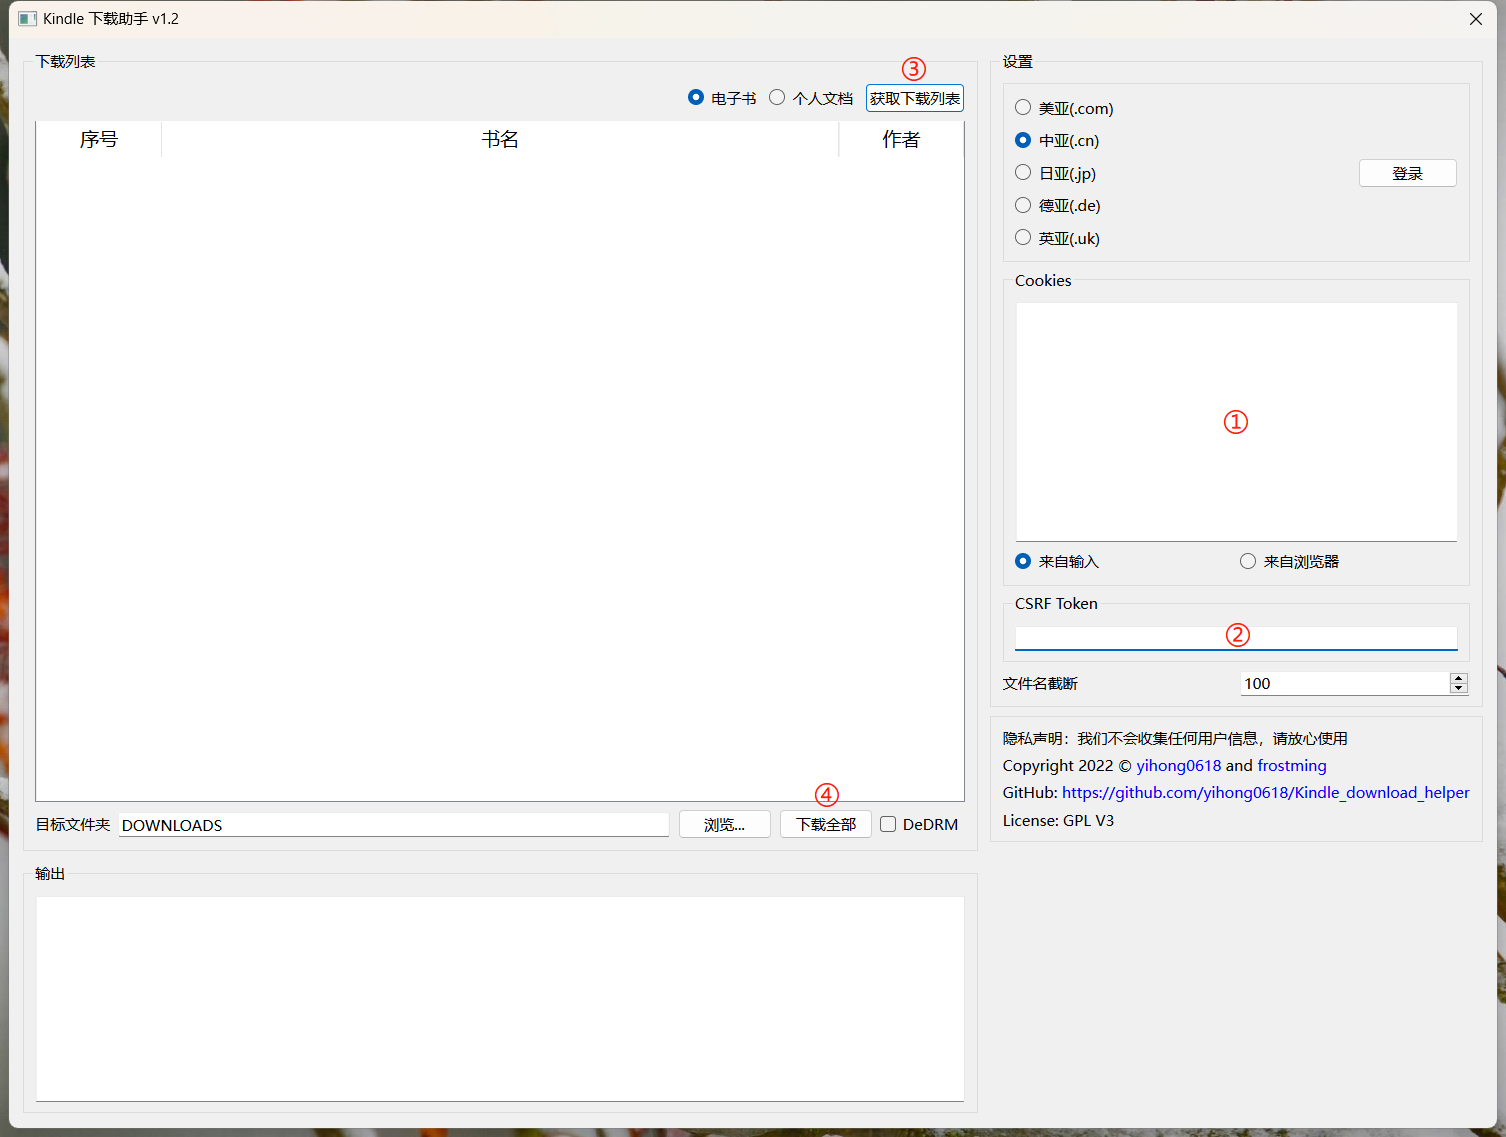 Kindle 下载助手 v1.2
下载列表
③
电子书 个人文档 获取下载列表
序号 书名 作者
目标文件夹 DOWNLOADS 浏览... 下载全部 DeDRM
④
输出
设置
美亚(.com)
中亚(.cn)
日亚(.jp)
登录
德亚(.de)
英亚(.uk)
Cookies
①
来自输入 来自浏览器
CSRF Token
②
文件名截断 100
隐私声明：我们不会收集任何用户信息，请放心使用
Copyright 2022 © yihong0618 and frostming
GitHub: https://github.com/yihong0618/Kindle_download_helper
License: GPL V3